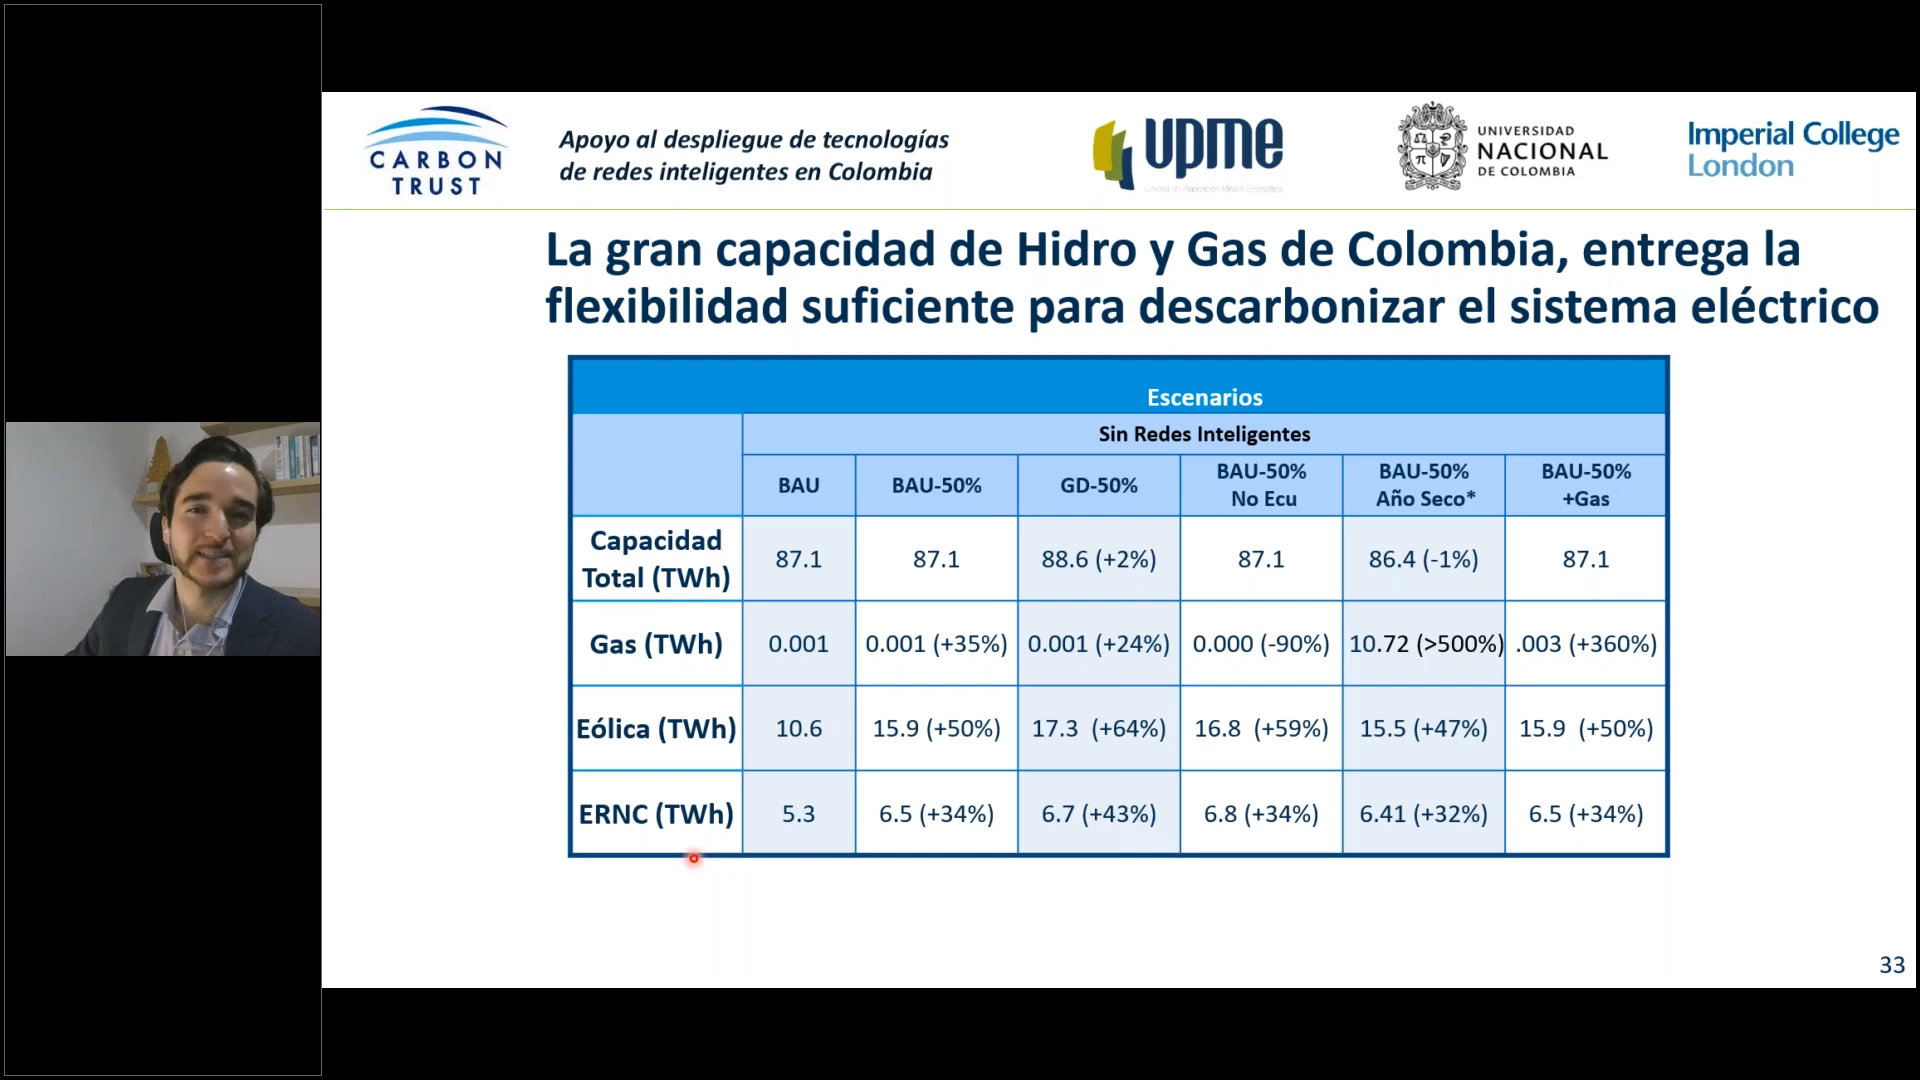 CARBON
TRUST
Apoyo al despliegue de tecnologías
de redes inteligentes en Colombia
upme
Unidad de Planeación Minero Energética
UNIVERSIDAD
NACIONAL
DE COLOMBIA
Imperial College
London
La gran capacidad de Hidro y Gas de Colombia, entrega la
flexibilidad suficiente para descarbonizar el sistema eléctrico
Escenarios
Sin Redes Inteligentes
BAU BAU-50% GD-50% BAU-50% No Ecu BAU-50% Año Seco* BAU-50% +Gas
Capacidad Total (TWh) 87.1 87.1 88.6 (+2%) 87.1 86.4 (-1%) 87.1
Gas (TWh) 0.001 0.001 (+35%) 0.001 (+24%) 0.000 (-90%) 10.72 (>500%) .003 (+360%)
Eólica (TWh) 10.6 15.9 (+50%) 17.3 (+64%) 16.8 (+59%) 15.5 (+47%) 15.9 (+50%)
ERNC (TWh) 5.3 6.5 (+34%) 6.7 (+43%) 6.8 (+34%) 6.41 (+32%) 6.5 (+34%)
33